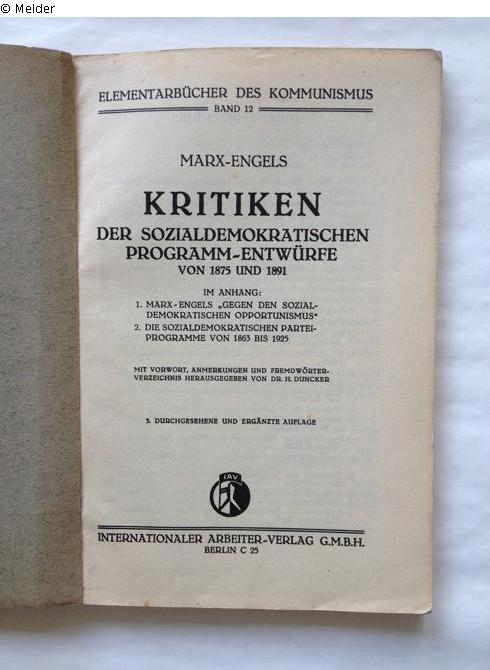 © Melder
ELEMENTARBÜCHER DES KOMMUNISMUS
BAND 12
MARX-ENGELS
KRITIKEN
DER SOZIALDEMOKRATISCHEN
PROGRAMM-ENTWÜRFE
VON 1875 UND 1891
IM ANHANG:
1. MARX-ENGELS „GEGEN DEN SOZIAL-
DEMOKRATISCHEN OPPORTUNISMUS“
2. DIE SOZIALDEMOKRATISCHEN PARTEI-
PROGRAMME VON 1863 BIS 1925
MIT VORWORT, ANMERKUNGEN UND FREMDWÖRTER-
VERZEICHNIS HERAUSGEGEBEN VON DR. H. DUNCKER
3. DURCHGESEHENE UND ERGÄNZTE AUFLAGE
IAV
INTERNATIONALER ARBEITER-VERLAG G.M.B.H.
BERLIN C 25